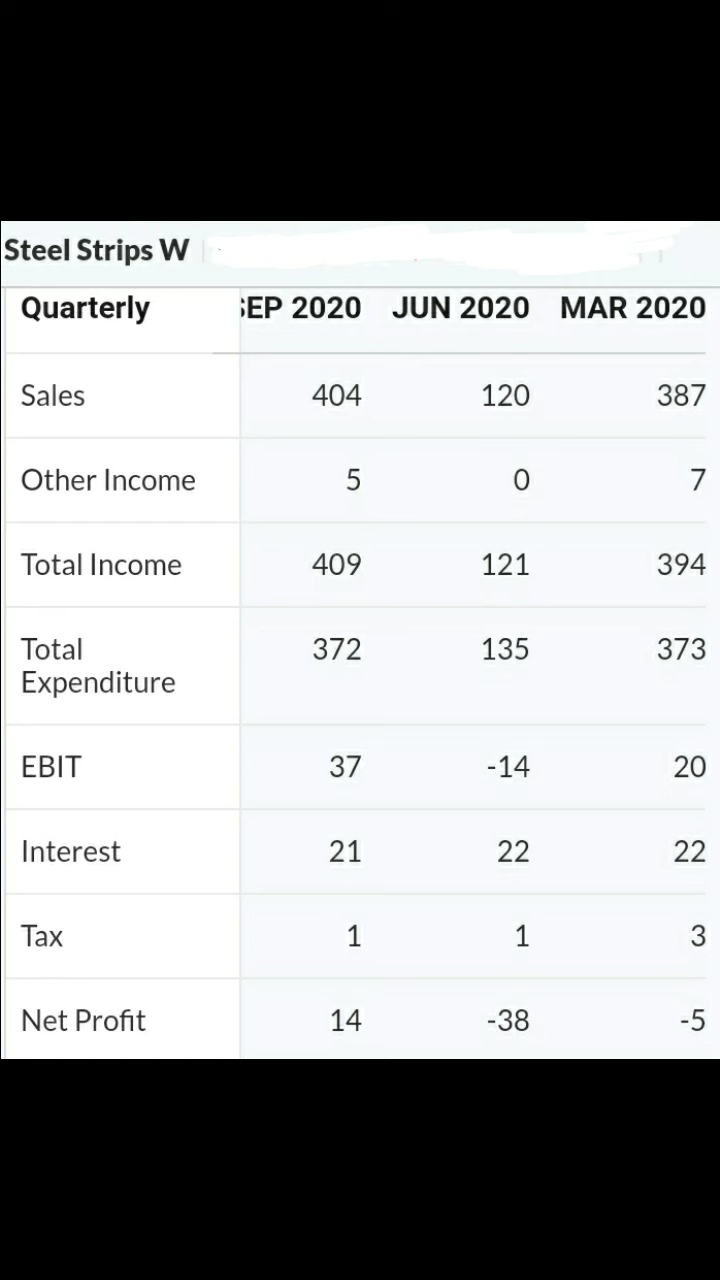 Steel Strips W
Quarterly SEP 2020 JUN 2020 MAR 2020
Sales 404 120 387
Other Income 5 0 7
Total Income 409 121 394
Total 372 135 373
Expenditure
EBIT 37 -14 20
Interest 21 22 22
Tax 1 1 3
Net Profit 14 -38 -5